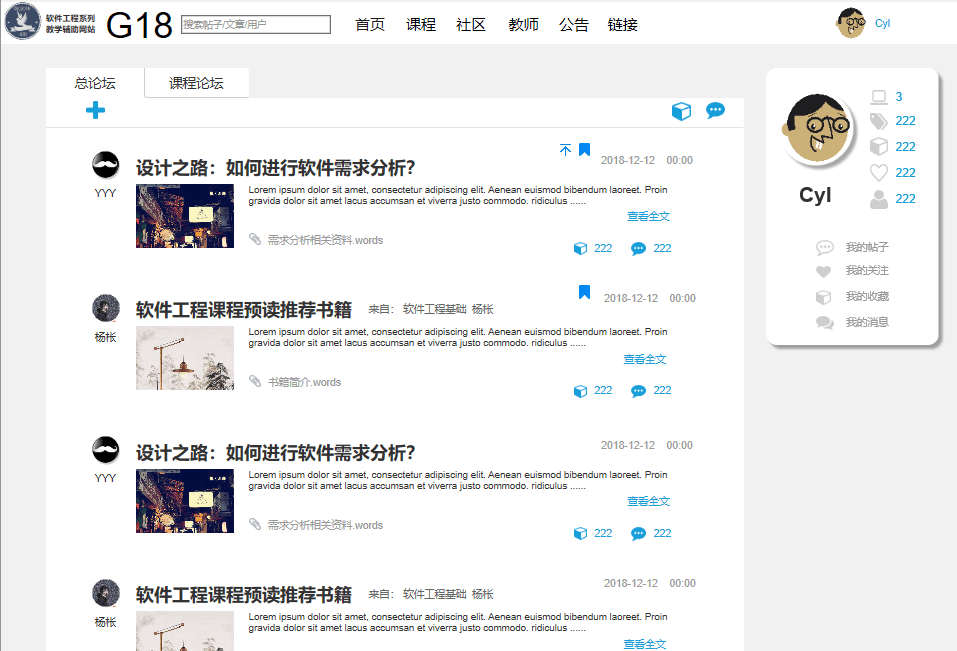 软件工程系列
教学辅助网站
G18
搜索帖子/文章/用户
首页 课程 社区 教师 公告 链接
Cyl
总论坛 课程论坛
设计之路：如何进行软件需求分析?
2018-12-12 00:00
YYY
Lorem ipsum dolor sit amet, consectetur adipiscing elit. Aenean euismod bibendum laoreet. Proin
gravida dolor sit amet lacus accumsan et viverra justo commodo. ridiculus ......
查看全文
需求分析相关资料.words
222 222
软件工程课程预读推荐书籍 来自: 软件工程基础 杨枨
2018-12-12 00:00
杨枨
Lorem ipsum dolor sit amet, consectetur adipiscing elit. Aenean euismod bibendum laoreet. Proin
gravida dolor sit amet lacus accumsan et viverra justo commodo. ridiculus ......
查看全文
书籍简介.words
222 222
设计之路：如何进行软件需求分析?
2018-12-12 00:00
YYY
Lorem ipsum dolor sit amet, consectetur adipiscing elit. Aenean euismod bibendum laoreet. Proin
gravida dolor sit amet lacus accumsan et viverra justo commodo. ridiculus ......
查看全文
需求分析相关资料.words
222 222
软件工程课程预读推荐书籍 来自: 软件工程基础 杨枨
2018-12-12 00:00
杨枨
Lorem ipsum dolor sit amet, consectetur adipiscing elit. Aenean euismod bibendum laoreet. Proin
gravida dolor sit amet lacus accumsan et viverra justo commodo. ridiculus ......
查看全文
3
222
222
222
222
Cyl
我的帖子
我的关注
我的收藏
我的消息